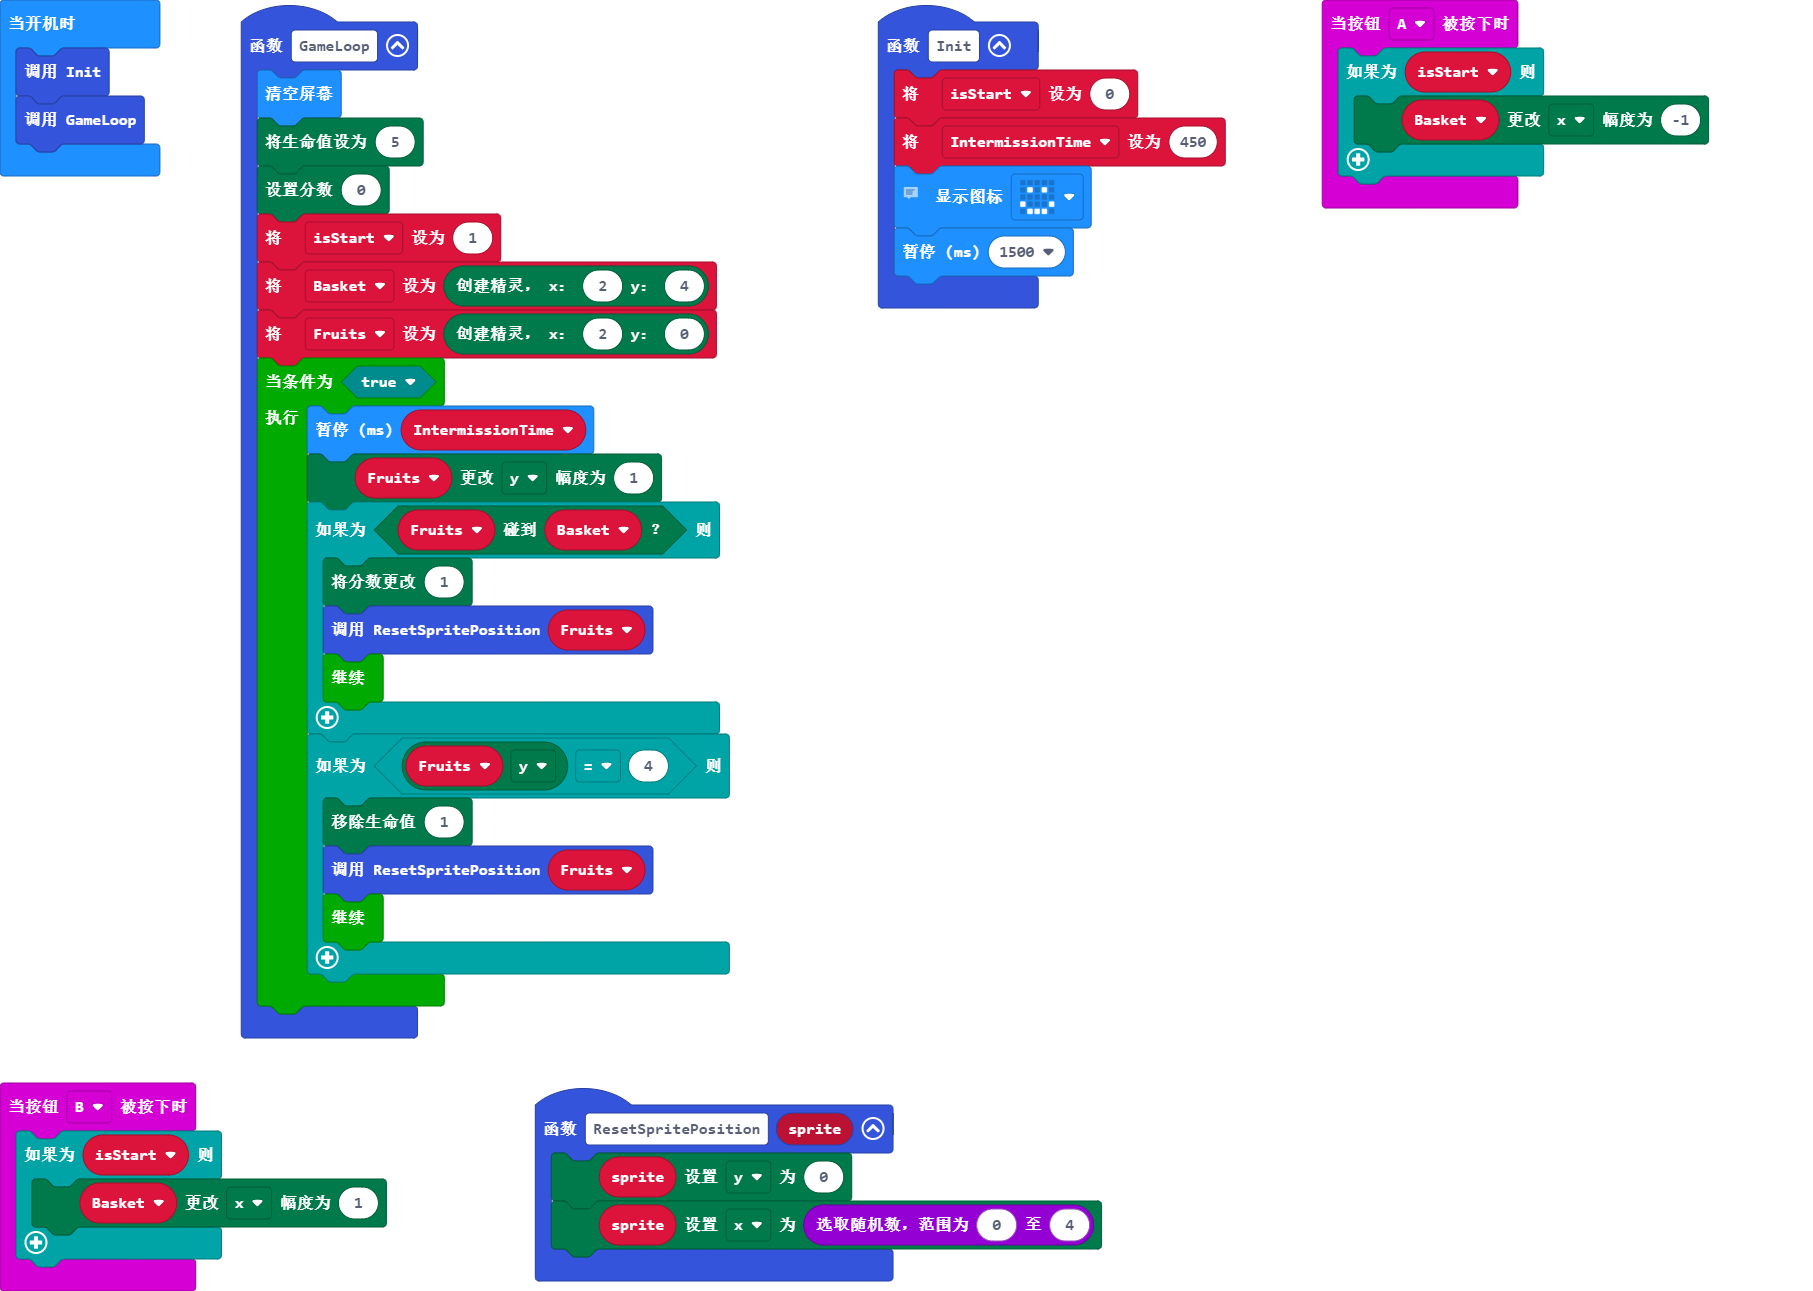 当开机时
调用 Init
调用 GameLoop
函数 GameLoop
清空屏幕
将生命值设为 5
设置分数 0
将 isStart 设为 1
将 Basket 设为 创建精灵， x： 2 y： 4
将 Fruits 设为 创建精灵， x： 2 y： 0
当条件为 true
执行
暂停 (ms) IntermissionTime
Fruits 更改 y 幅度为 1
如果为 Fruits 碰到 Basket ? 则
将分数更改 1
调用 ResetSpritePosition Fruits
继续
如果为 Fruits y = 4 则
移除生命值 1
调用 ResetSpritePosition Fruits
继续
函数 Init
将 isStart 设为 0
将 IntermissionTime 设为 450
显示图标
暂停 (ms) 1500
当按钮 A 被按下时
如果为 isStart 则
Basket 更改 x 幅度为 -1
当按钮 B 被按下时
如果为 isStart 则
Basket 更改 x 幅度为 1
函数 ResetSpritePosition sprite
sprite 设置 y 为 0
sprite 设置 x 为 选取随机数，范围为 0 至 4